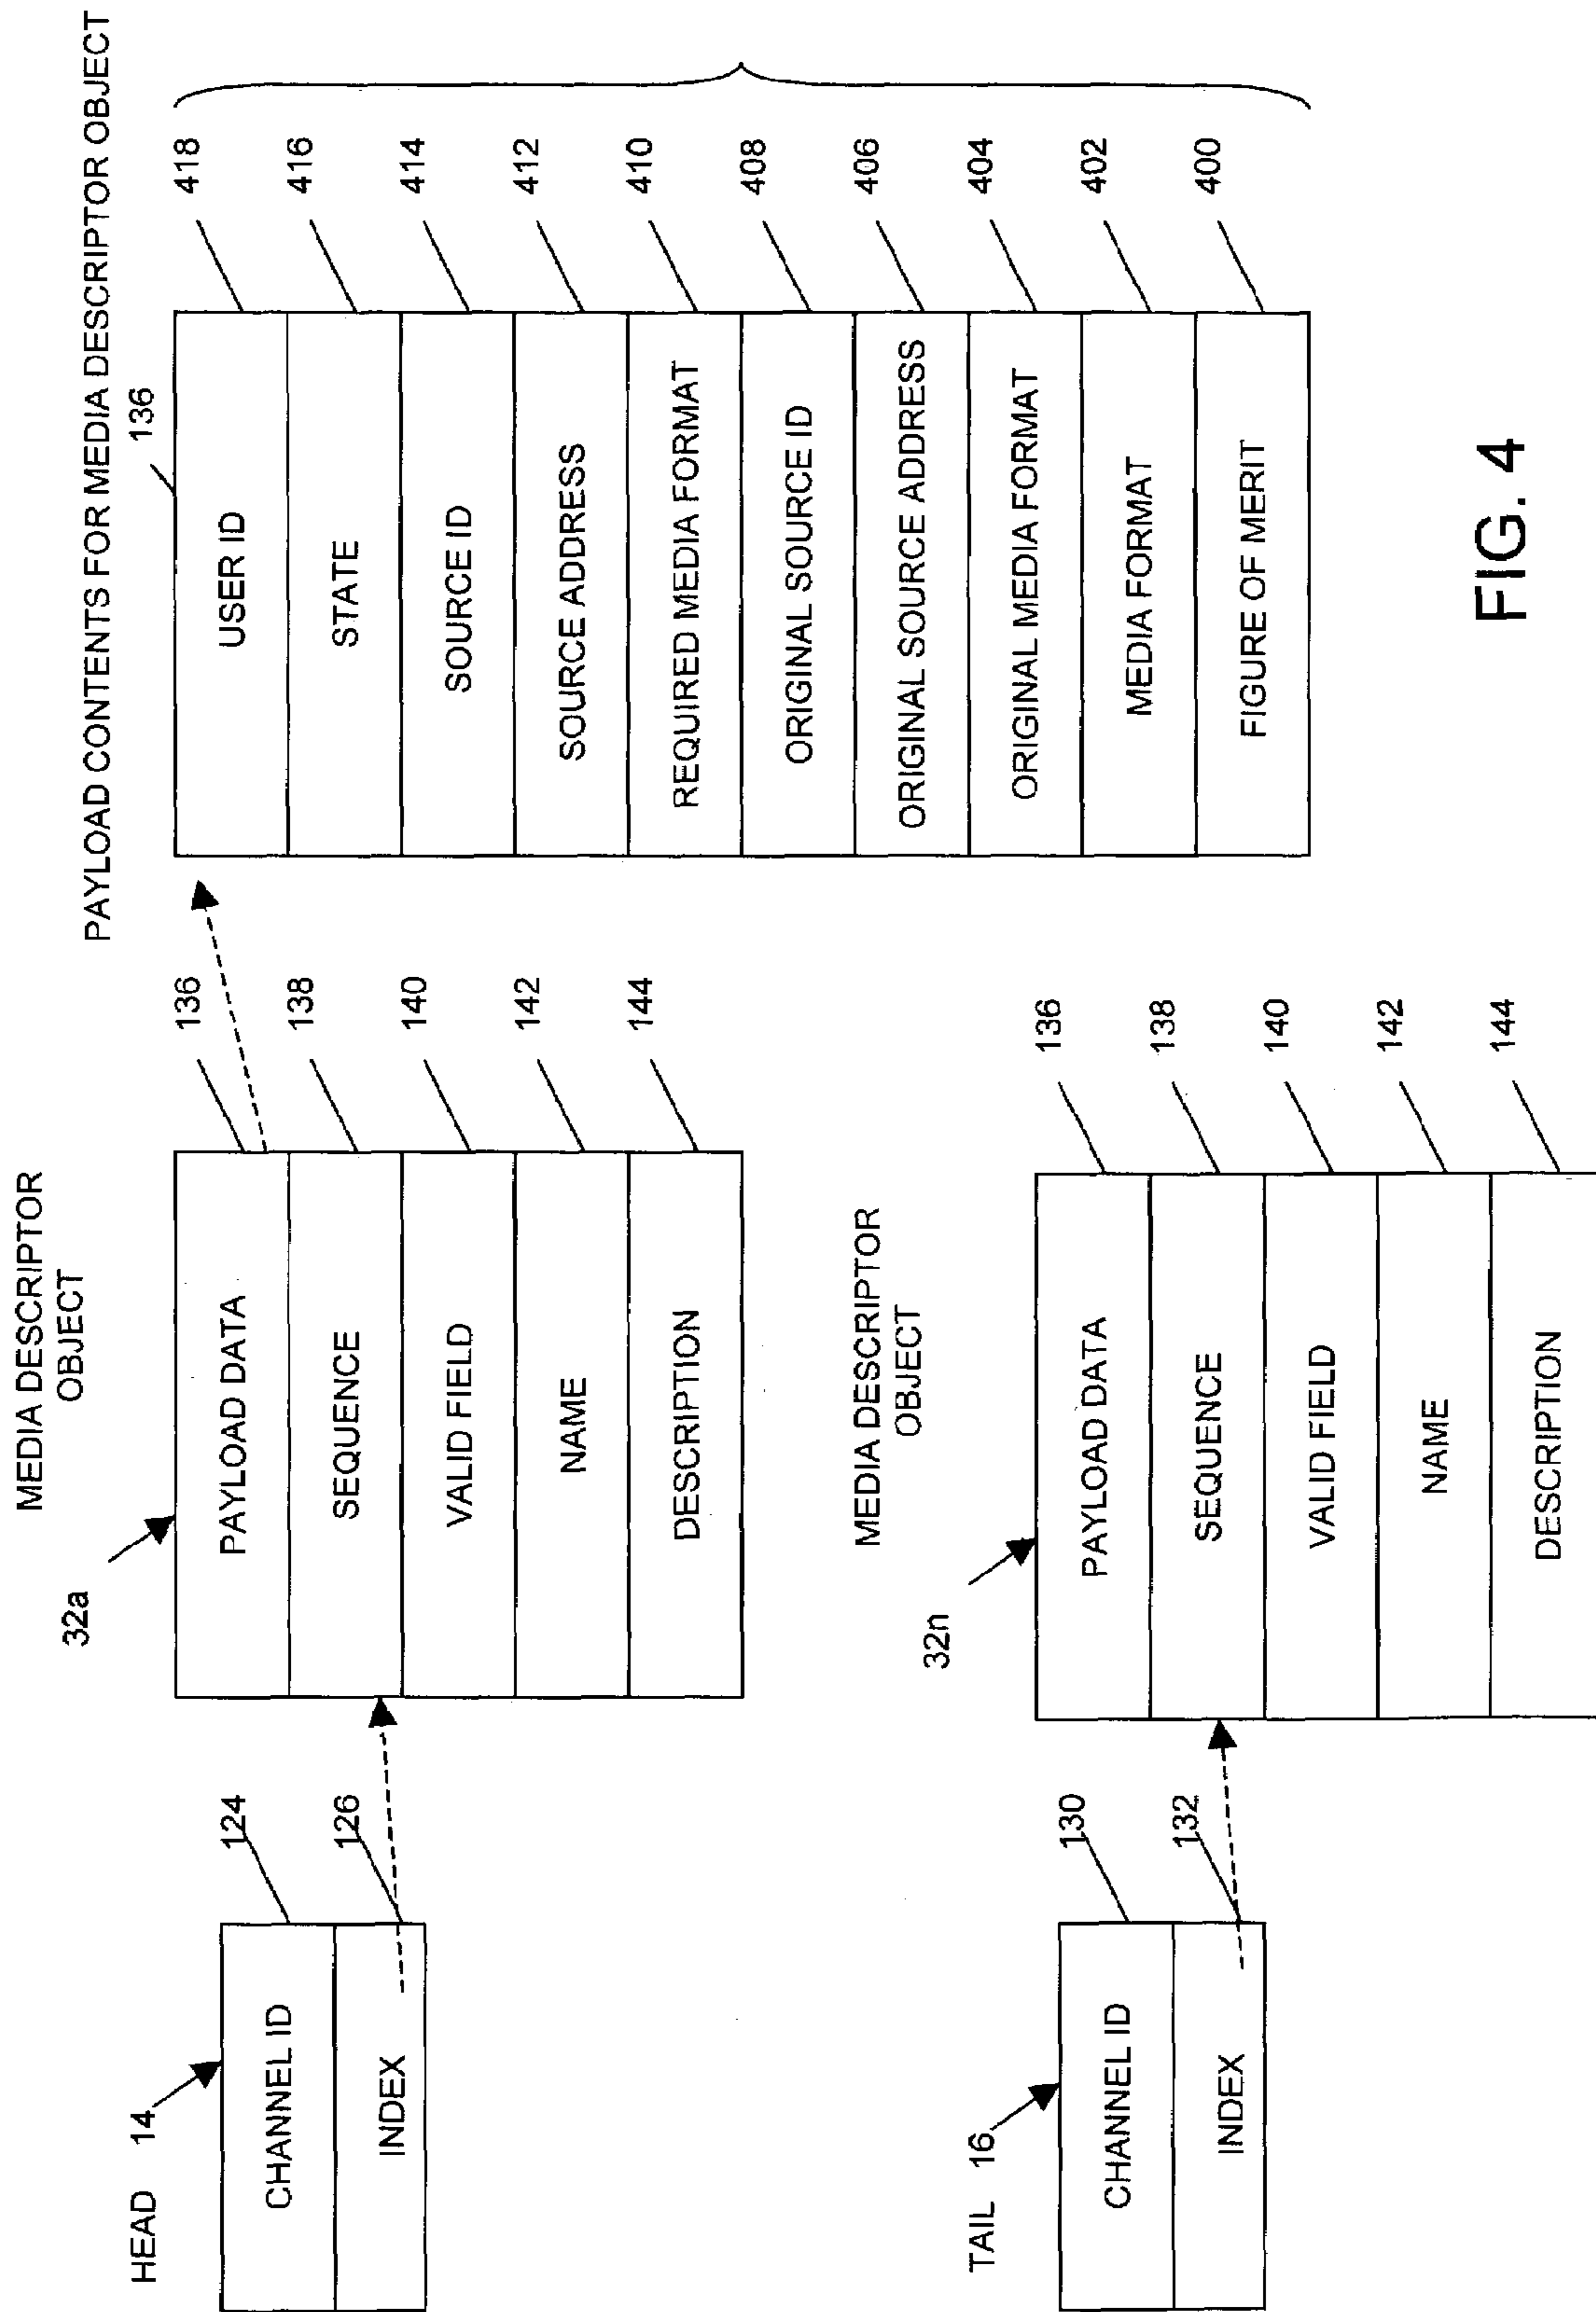 PAYLOAD CONTENTS FOR MEDIA DESCRIPTOR OBJECT
136
USER ID
418
STATE
416
SOURCE ID
414
SOURCE ADDRESS
412
REQUIRED MEDIA FORMAT
410
ORIGINAL SOURCE ID
408
ORIGINAL SOURCE ADDRESS
406
ORIGINAL MEDIA FORMAT
404
MEDIA FORMAT
402
FIGURE OF MERIT
400
MEDIA DESCRIPTOR
OBJECT
32a
PAYLOAD DATA
136
SEQUENCE
138
VALID FIELD
140
NAME
142
DESCRIPTION
144
HEAD 14
CHANNEL ID
124
INDEX
126
MEDIA DESCRIPTOR
OBJECT
32n
PAYLOAD DATA
136
SEQUENCE
138
VALID FIELD
140
NAME
142
DESCRIPTION
144
TAIL 16
CHANNEL ID
130
INDEX
132
FIG. 4